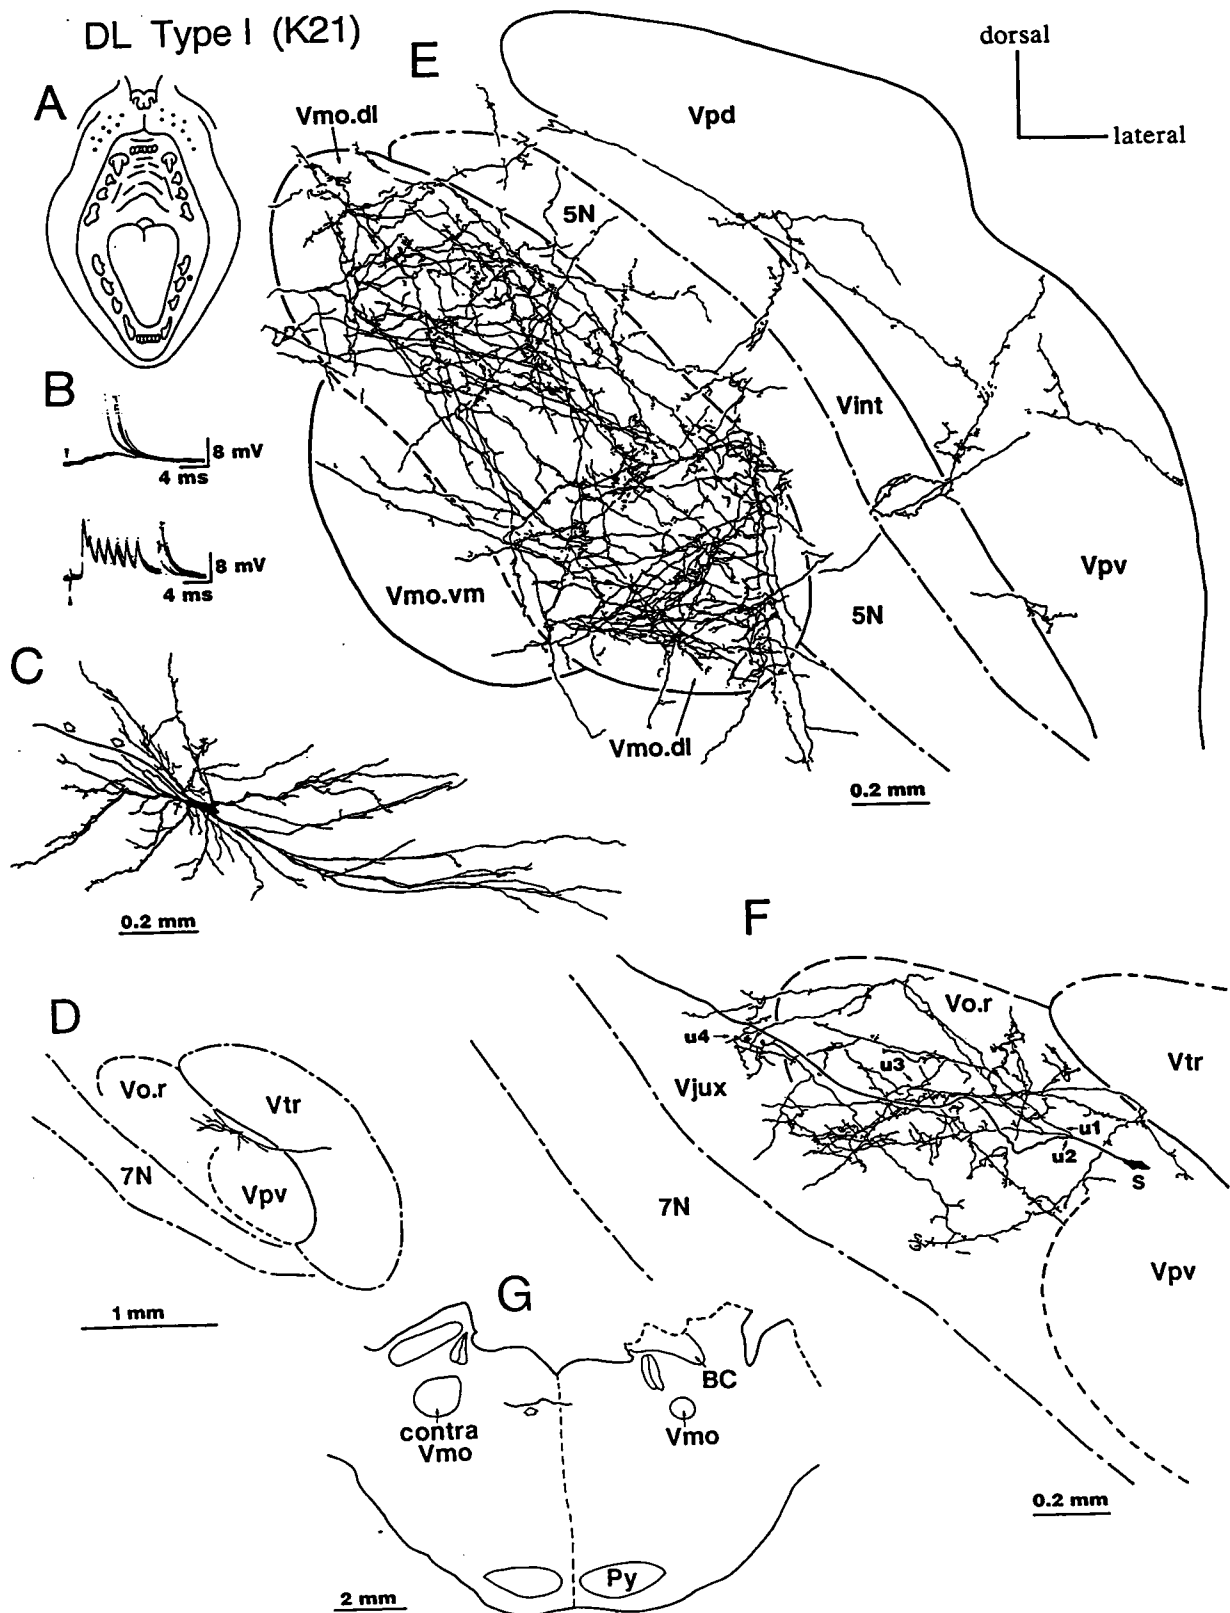 DL Type I (K21)
A
E
dorsal
lateral
Vmo.dl
Vpd
5N
B
8 mV
4 ms
8 mV
4 ms
Vint
Vpv
Vmo.vm
5N
C
Vmo.dl
0.2 mm
0.2 mm
F
D
Vo.r
u4
u3
Vtr
Vjux
Vo.r
Vtr
u1
u2
s
7N
Vpv
7N
Vpv
1 mm
G
BC
contra
Vmo
Vmo
0.2 mm
Py
2 mm